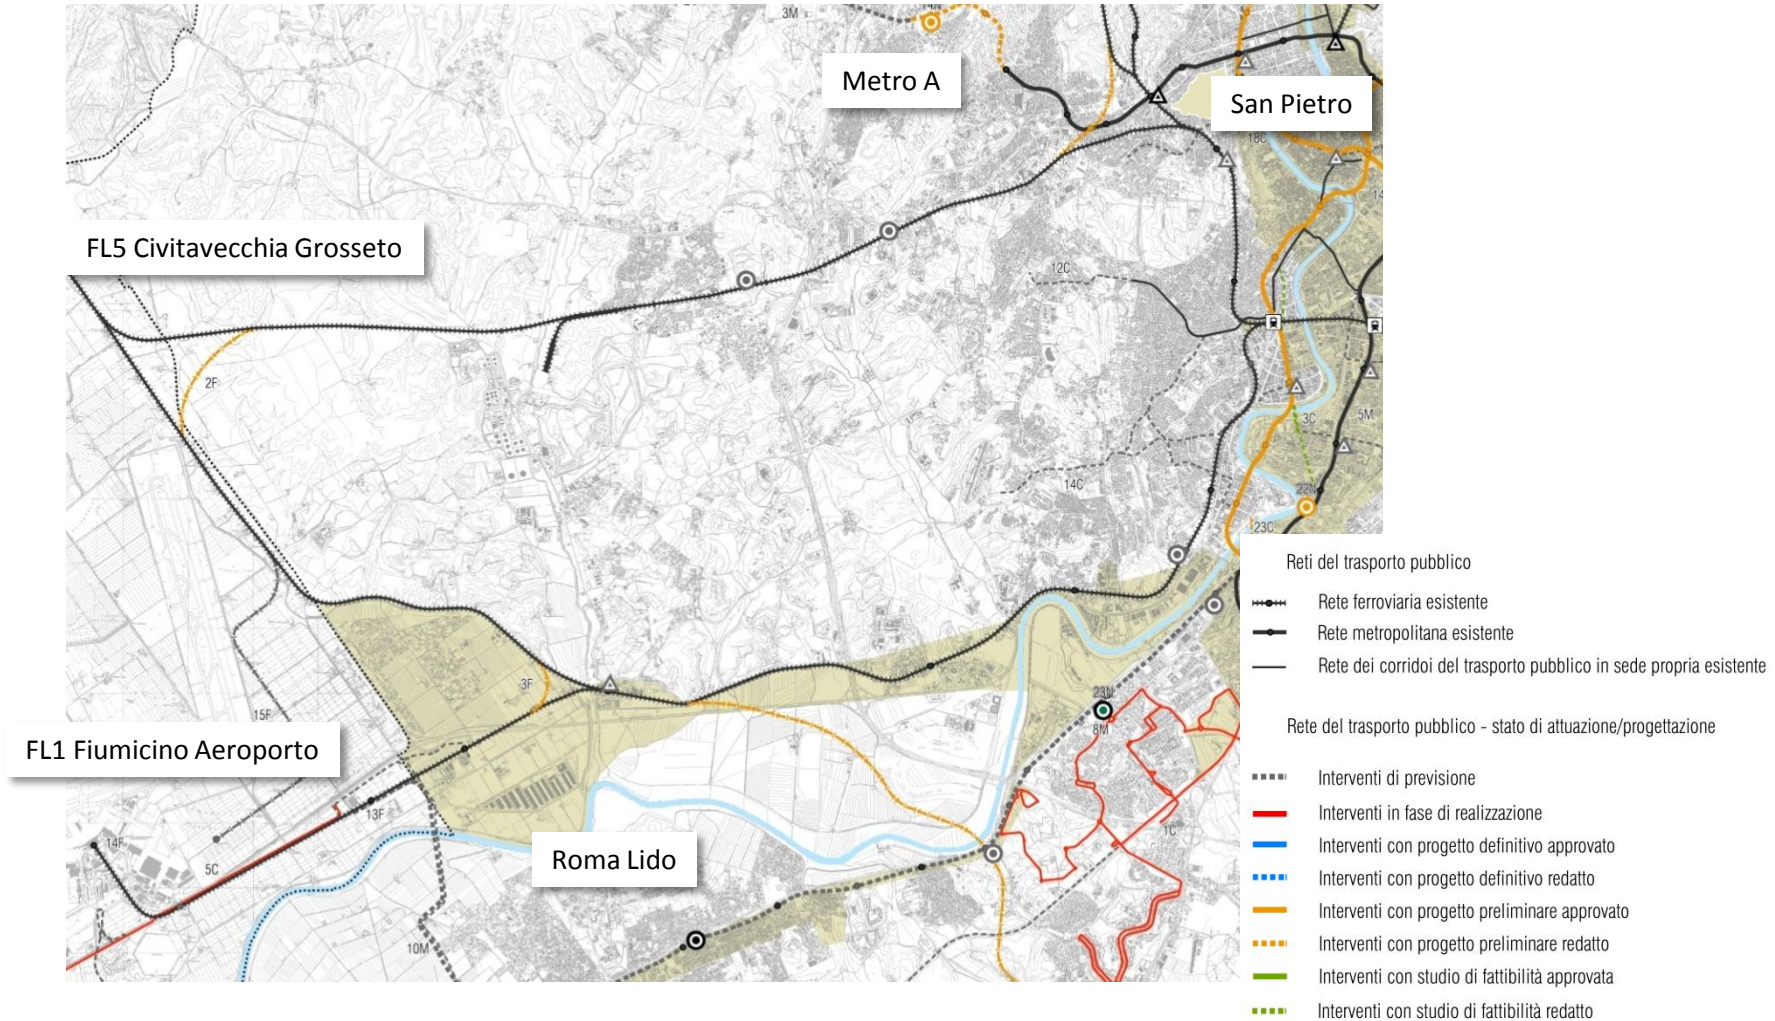 3M
Metro A
San Pietro
18C
14
FL5 Civitavecchia Grosseto
12C
2F
3C
5M
14C
22N
23C
3F
23N
8M
15F
FL1 Fiumicino Aeroporto
13F
14F
5C
1C
Roma Lido
10M
Reti del trasporto pubblico
Rete ferroviaria esistente
Rete metropolitana esistente
Rete dei corridoi del trasporto pubblico in sede propria esistente
Rete del trasporto pubblico - stato di attuazione/progettazione
Interventi di previsione
Interventi in fase di realizzazione
Interventi con progetto definitivo approvato
Interventi con progetto definitivo redatto
Interventi con progetto preliminare approvato
Interventi con progetto preliminare redatto
Interventi con studio di fattibilità approvata
Interventi con studio di fattibilità redatto